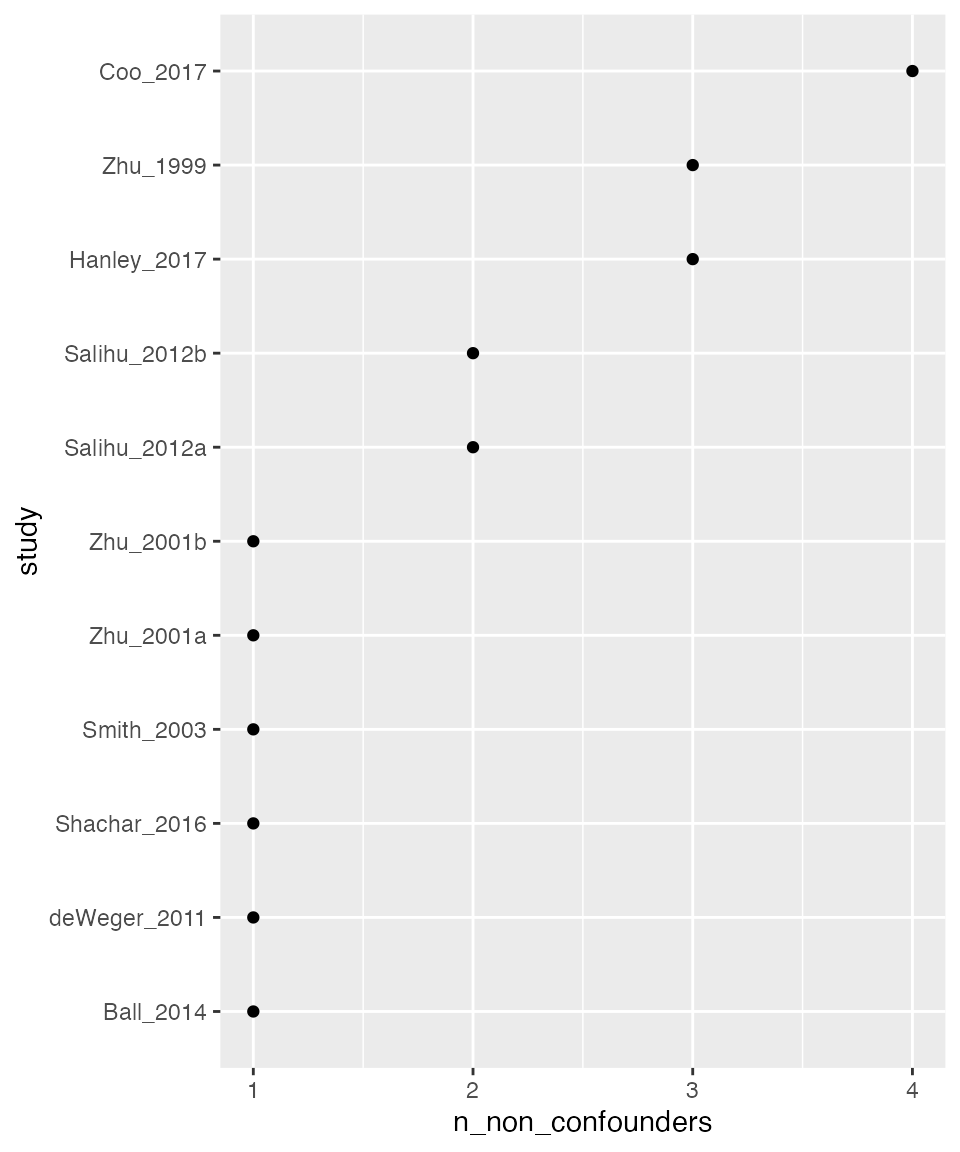 Coo_2017
Zhu_1999
Hanley_2017
Salihu_2012b
Salihu_2012a
Zhu_2001b
Zhu_2001a
Smith_2003
Shachar_2016
deWeger_2011
Ball_2014
study
1 2 3 4
n_non_confounders